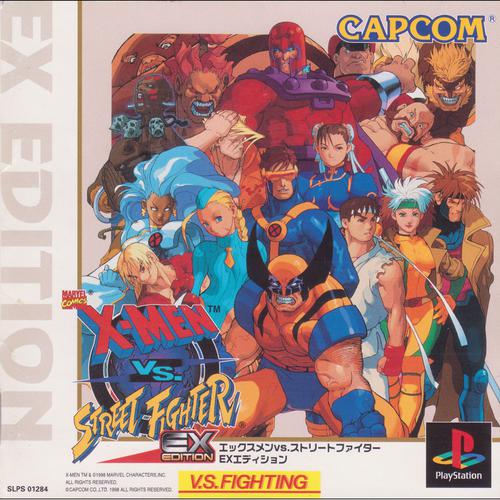 EX EDITION
CAPCOM®
MARVEL COMICS®
X-MEN™
VS.
STREET FIGHTER®
EX
EDITION
エックスメンvs.ストリートファイター
EXエディション
PlayStation
SLPS 01284
X-MEN TM & ©1998 MARVEL CHARACTERS,INC.
ALL RIGHTS RESERVED.
©CAPCOM CO.,LTD. 1998 ALL RIGHTS RESERVED.
V.S.FIGHTING